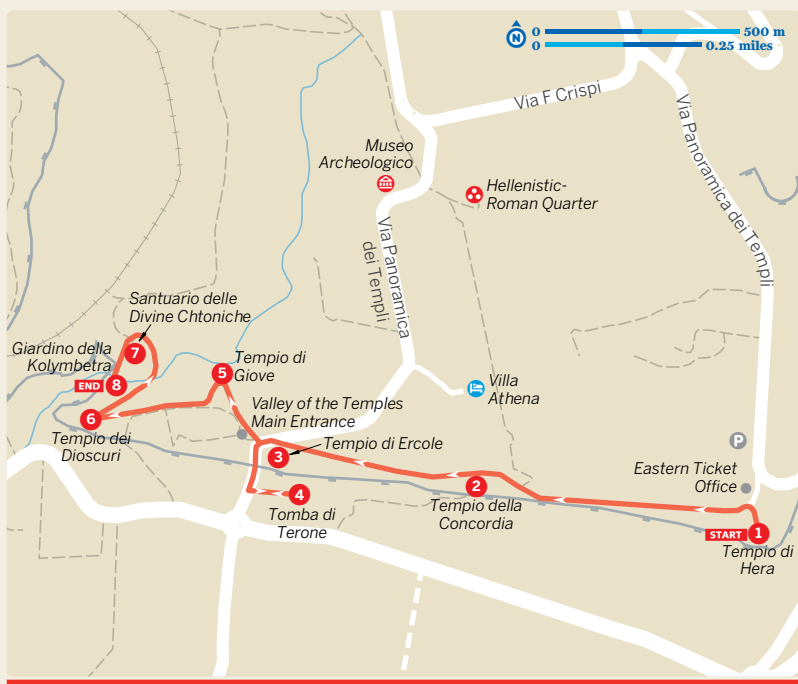 N
0 500 m
0 0.25 miles
Via F Crispi
Via Panoramica dei Templi
Museo
Archeologico
Hellenistic-
Roman Quarter
Via Panoramica
dei Templi
Santuario delle
Divine Chtoniche
7
Giardino della
Kolymbetra
END 8
5
Tempio di
Giove
Villa
Athena
6
Tempio dei
Dioscuri
Valley of the Temples
Main Entrance
3
Tempio di Ercole
P
Eastern Ticket
Office
4
Tomba di
Terone
2
Tempio della
Concordia
START 1
Tempio di
Hera